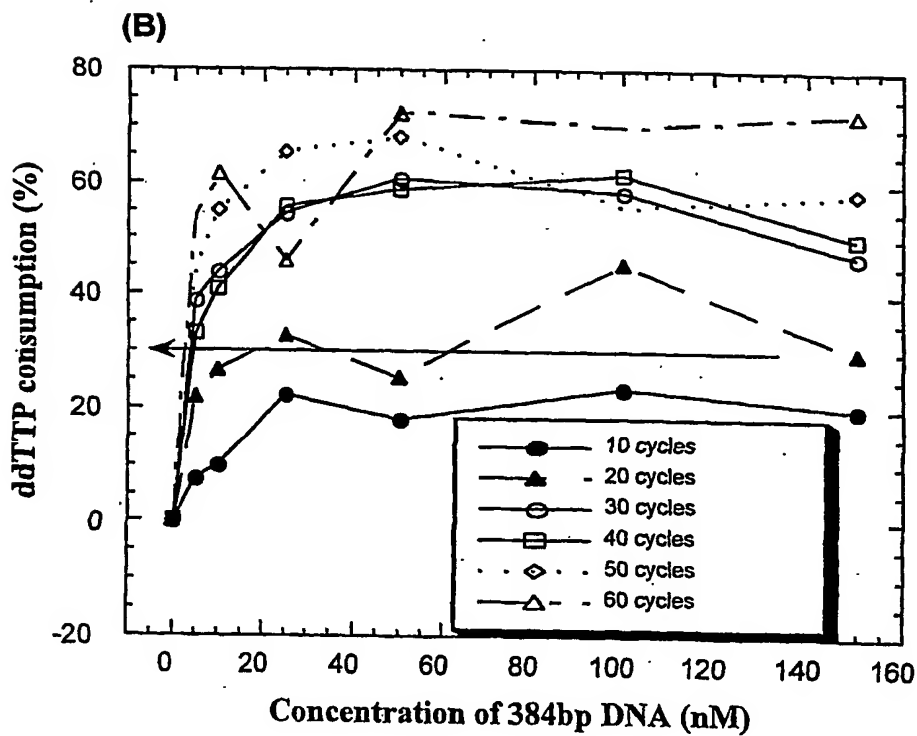 (B)
80
60
40
20
0
-20
ddTTP consumption (%)
10 cycles
20 cycles
30 cycles
40 cycles
50 cycles
60 cycles
0 20 40 60 80 100 120 140 160
Concentration of 384bp DNA (nM)